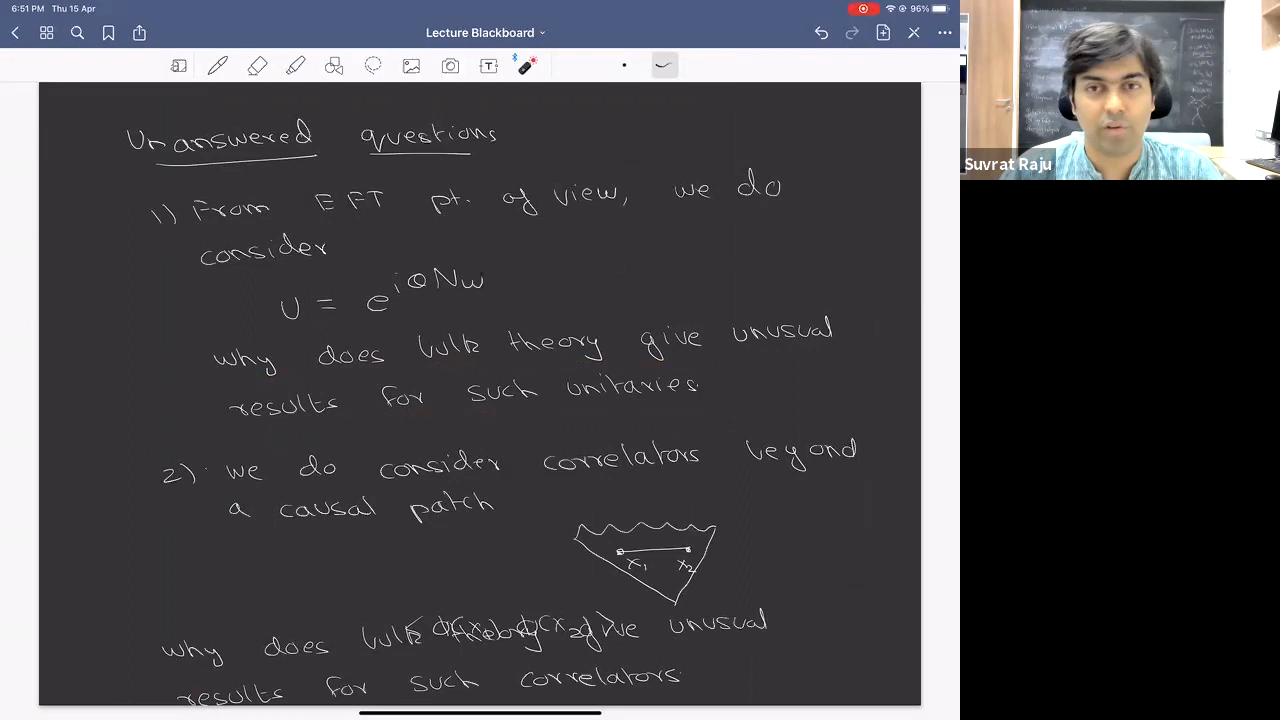 6:51 PM Thu 15 Apr
96%
Lecture Blackboard
T
Suvrat Raju
Unanswered questions
1) From EFT pt. of view, we do
consider
U = e^{iθN_ω}
why does bulk theory give unusual
results for such unitaries.
2). we do consider correlators beyond
a causal patch
x₁ x₂
why does bulk theory give unusual
results for such correlators.